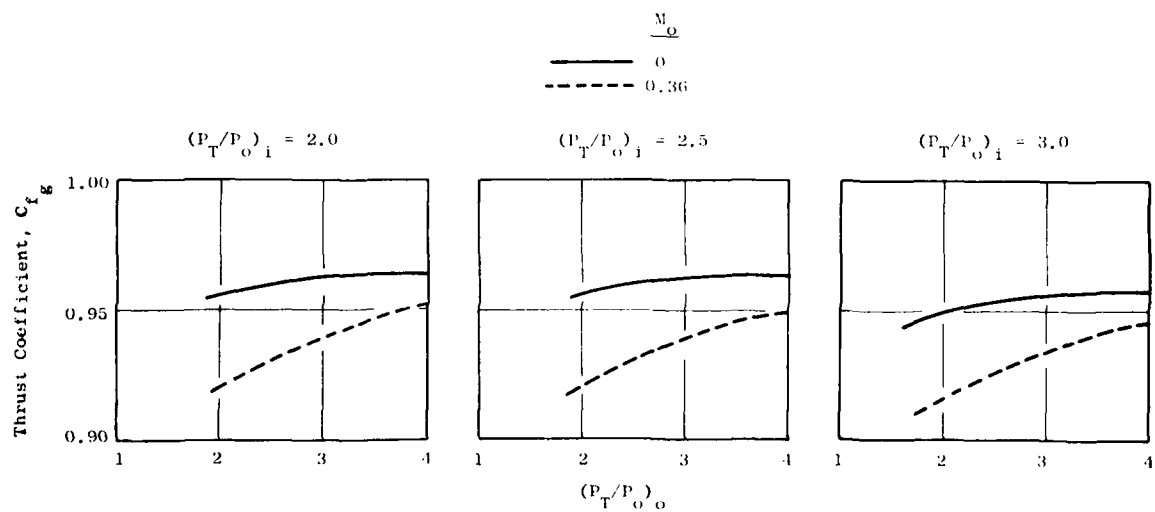 M_o
0
0.36
(P_T/P_o)_i = 2.0
(P_T/P_o)_i = 2.5
(P_T/P_o)_i = 3.0
Thrust Coefficient, C_f_g
1.00
0.95
0.90
1 2 3 4
1 2 3 4
1 2 3 4
(P_T/P_o)_o